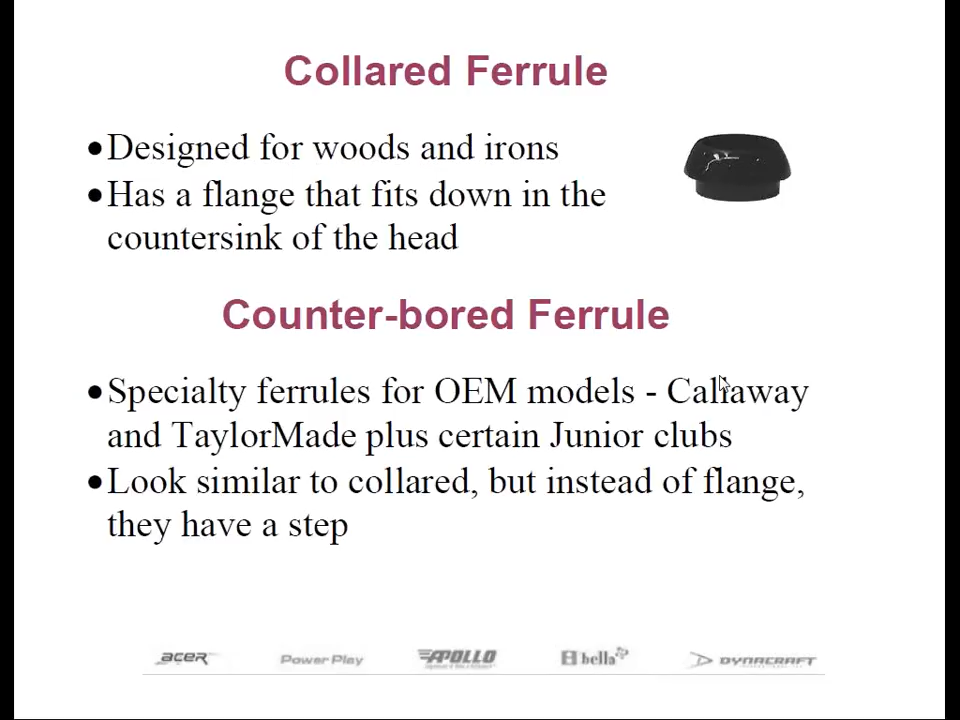 Collared Ferrule
•Designed for woods and irons
•Has a flange that fits down in the
countersink of the head
Counter-bored Ferrule
•Specialty ferrules for OEM models - Callaway
and TaylorMade plus certain Junior clubs
•Look similar to collared, but instead of flange,
they have a step
acer Power Play APOLLO bella DYNACRAFT